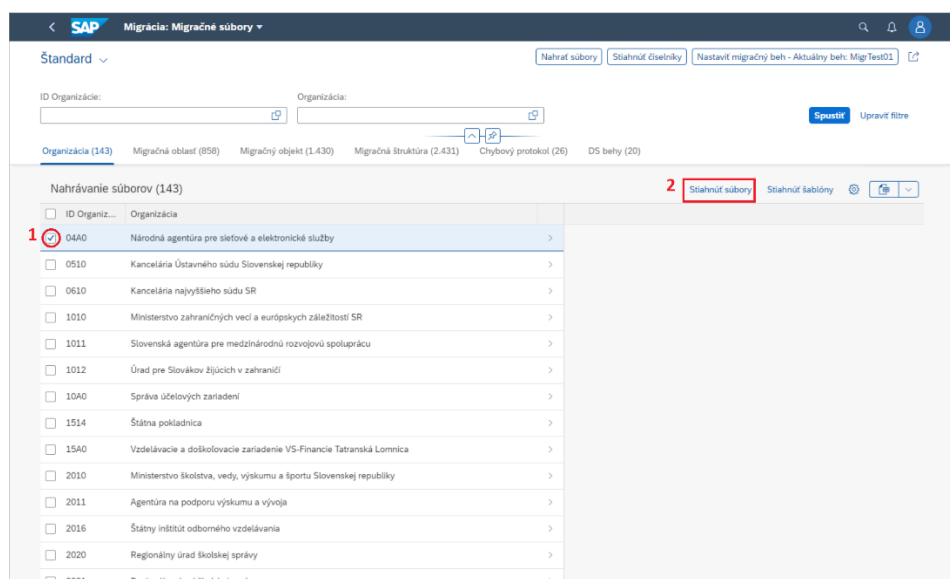 SAP Migrácia: Migračné súbory
Štandard
Nahrať súbory Stiahnúť číselníky Nastaviť migračný beh - Aktuálny beh: MigrTest01
ID Organizácie: Organizácia:
Spustiť Upraviť filtre
Organizácia (143) Migračná oblasť (858) Migračný objekt (1.430) Migračná štruktúra (2.431) Chybový protokol (26) DS behy (20)
Nahrávanie súborov (143) 2 Stiahnúť súbory Stiahnúť šablóny
ID Organiz... Organizácia
1 04A0 Národná agentúra pre sieťové a elektronické služby
0510 Kancelária Ústavného súdu Slovenskej republiky
0610 Kancelária najvyššieho súdu SR
1010 Ministerstvo zahraničných vecí a európskych záležitostí SR
1011 Slovenská agentúra pre medzinárodnú rozvojovú spoluprácu
1012 Úrad pre Slovákov žijúcich v zahraničí
10A0 Správa účelových zariadení
1514 Štátna pokladnica
15A0 Vzdelávacie a doškoľovacie zariadenie VS-Financie Tatranská Lomnica
2010 Ministerstvo školstva, vedy, výskumu a športu Slovenskej republiky
2011 Agentúra na podporu výskumu a vývoja
2016 Štátny inštitút odborného vzdelávania
2020 Regionálny úrad školskej správy